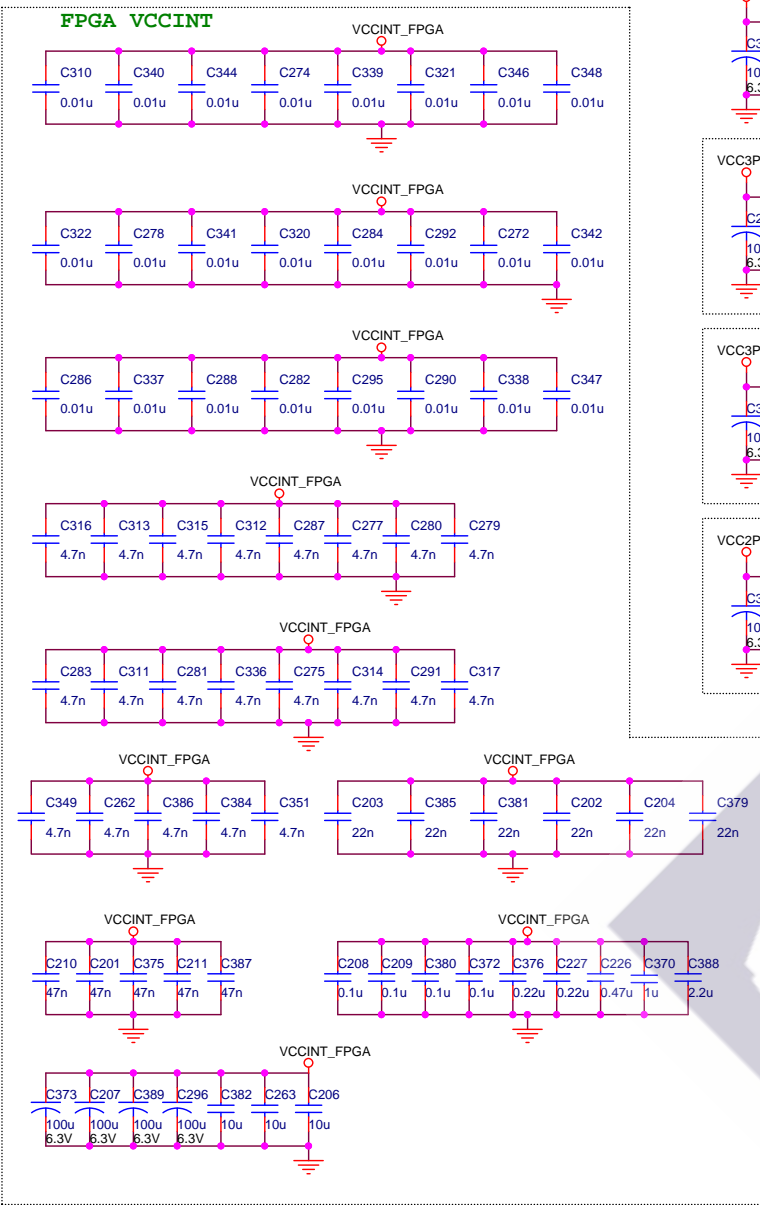 FPGA VCCINT
VCCINT_FPGA
C310 C340 C344 C274 C339 C321 C346 C348
0.01u 0.01u 0.01u 0.01u 0.01u 0.01u 0.01u 0.01u
VCCINT_FPGA
C322 C278 C341 C320 C284 C292 C272 C342
0.01u 0.01u 0.01u 0.01u 0.01u 0.01u 0.01u 0.01u
VCCINT_FPGA
C286 C337 C288 C282 C295 C290 C338 C347
0.01u 0.01u 0.01u 0.01u 0.01u 0.01u 0.01u 0.01u
VCCINT_FPGA
C316 C313 C315 C312 C287 C277 C280 C279
4.7n 4.7n 4.7n 4.7n 4.7n 4.7n 4.7n 4.7n
VCCINT_FPGA
C283 C311 C281 C336 C275 C314 C291 C317
4.7n 4.7n 4.7n 4.7n 4.7n 4.7n 4.7n 4.7n
VCCINT_FPGA
C349 C262 C386 C384 C351
4.7n 4.7n 4.7n 4.7n 4.7n
VCCINT_FPGA
C203 C385 C381 C202 C204 C379
22n 22n 22n 22n 22n 22n
VCCINT_FPGA
C210 C201 C375 C211 C387
47n 47n 47n 47n 47n
VCCINT_FPGA
C208 C209 C380 C372 C376 C227 C226 C370 C388
0.1u 0.1u 0.1u 0.1u 0.22u 0.22u 0.47u 1u 2.2u
VCCINT_FPGA
C373 C207 C389 C296 C382 C263 C206
100u 100u 100u 100u 10u 10u 10u
6.3V 6.3V 6.3V 6.3V
VCC3P
VCC3P
VCC2P